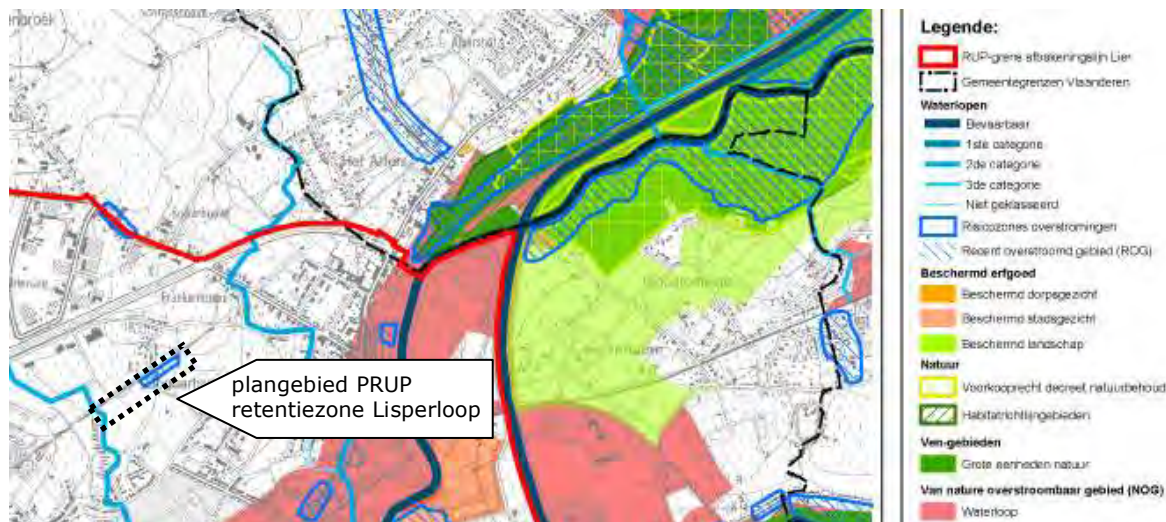 plangebied PRUP
retentiezone Lisperloop
Legende:
RUP-grens afbakeningslijn Lier
Gemeentegrenzen Vlaanderen
Waterlopen
Bevaarbaar
1ste categorie
2de categorie
3de categorie
Niet geklasseerd
Risicozones overstromingen
Recent overstroomd gebied (ROG)
Beschermd erfgoed
Beschermd dorpsgezicht
Beschermd stadsgezicht
Beschermd landschap
Natuur
Voorkooprecht decreet natuurbehoud
Habitatrichtlijngebieden
Ven-gebieden
Grote eenheden natuur
Van nature overstroombaar gebied (NOG)
Waterloop